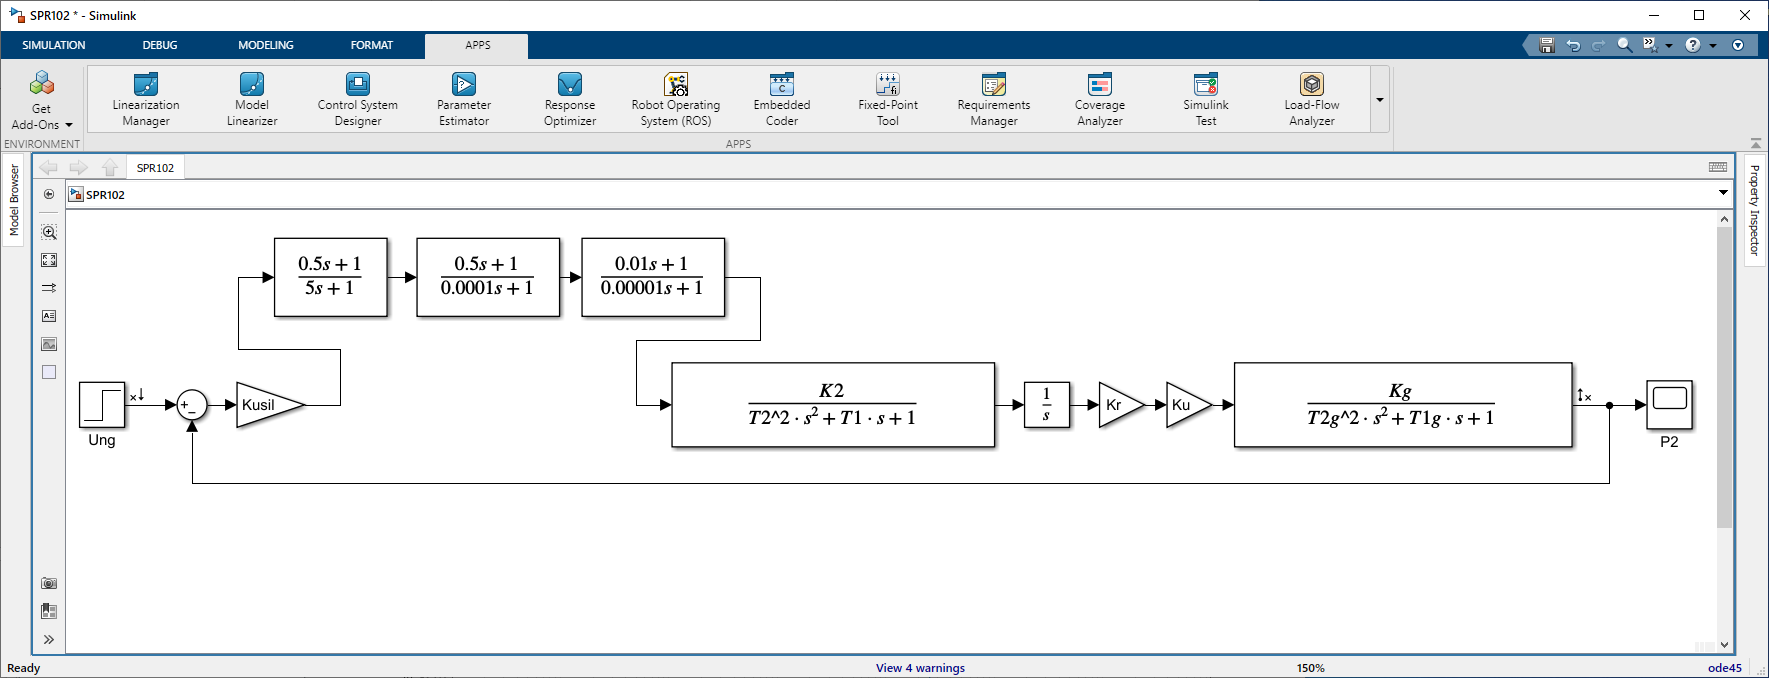 SPR102 * - Simulink
SIMULATION DEBUG MODELING FORMAT APPS
Get Add-Ons
Linearization Manager
Model Linearizer
Control System Designer
Parameter Estimator
Response Optimizer
Robot Operating System (ROS)
Embedded Coder
Fixed-Point Tool
Requirements Manager
Coverage Analyzer
Simulink Test
Load-Flow Analyzer
ENVIRONMENT APPS
Model Browser
SPR102
Property Inspector
SPR102
0.5s + 1
5s + 1
0.5s + 1
0.0001s + 1
0.01s + 1
0.00001s + 1
Ung
+
−
Kusil
K2
T2^2 · s² + T1 · s + 1
1
s
Kr
Ku
Kg
T2g^2 · s² + T1g · s + 1
P2
Ready View 4 warnings 150% ode45